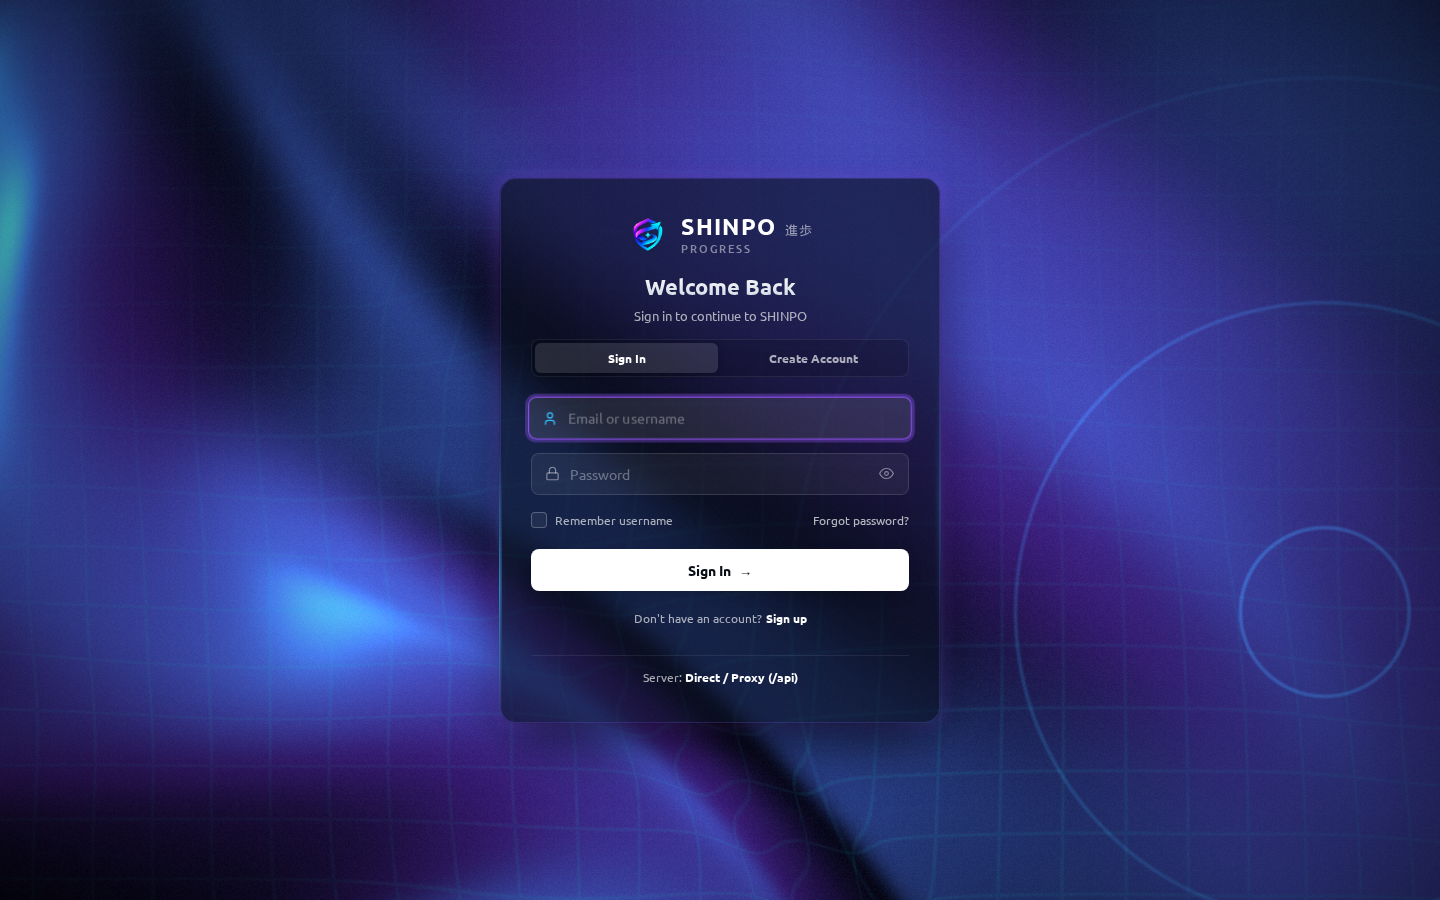 SHINPO 進歩
PROGRESS
Welcome Back
Sign in to continue to SHINPO
Sign In
Create Account
Email or username
Password
Remember username
Forgot password?
Sign In →
Don't have an account? Sign up
Server: Direct / Proxy (/api)